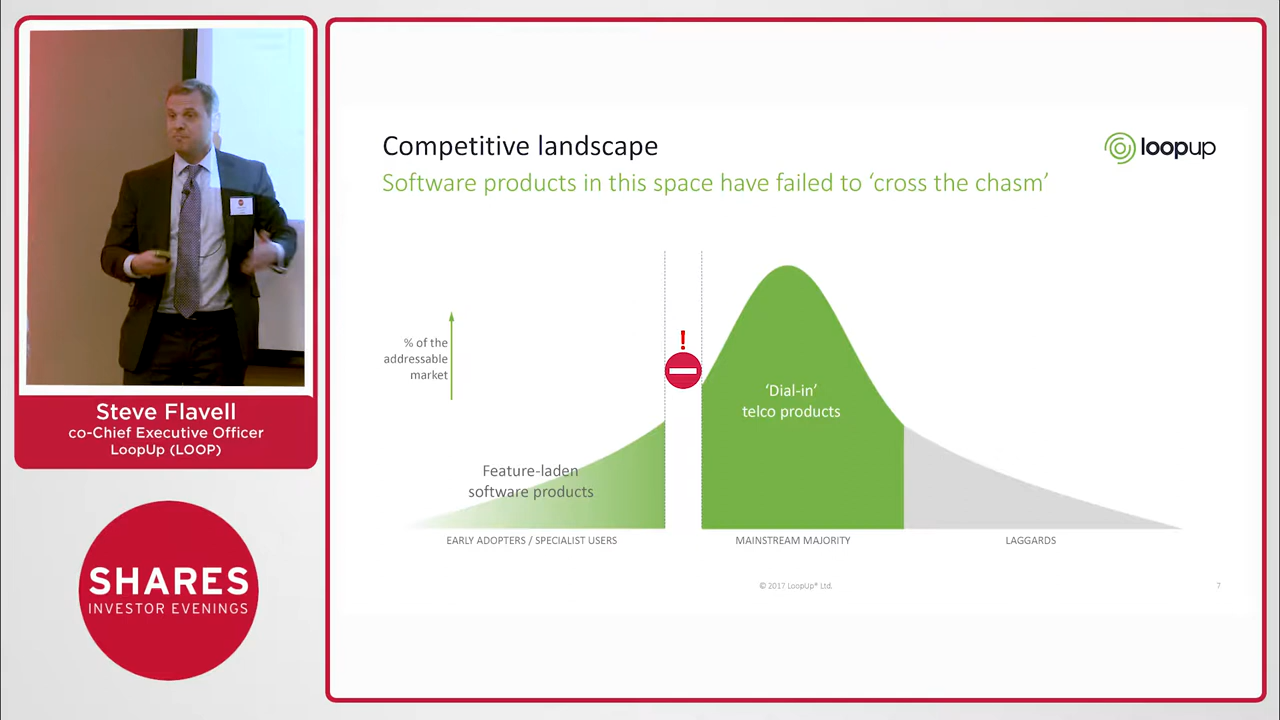 Competitive landscape
Software products in this space have failed to ‘cross the chasm’
loopup
% of the
addressable
market
!
‘Dial-in’
telco products
Feature-laden
software products
EARLY ADOPTERS / SPECIALIST USERS
MAINSTREAM MAJORITY
LAGGARDS
© 2017 LoopUp® Ltd.
7
Steve Flavell
co-Chief Executive Officer
LoopUp (LOOP)
SHARES
INVESTOR EVENINGS